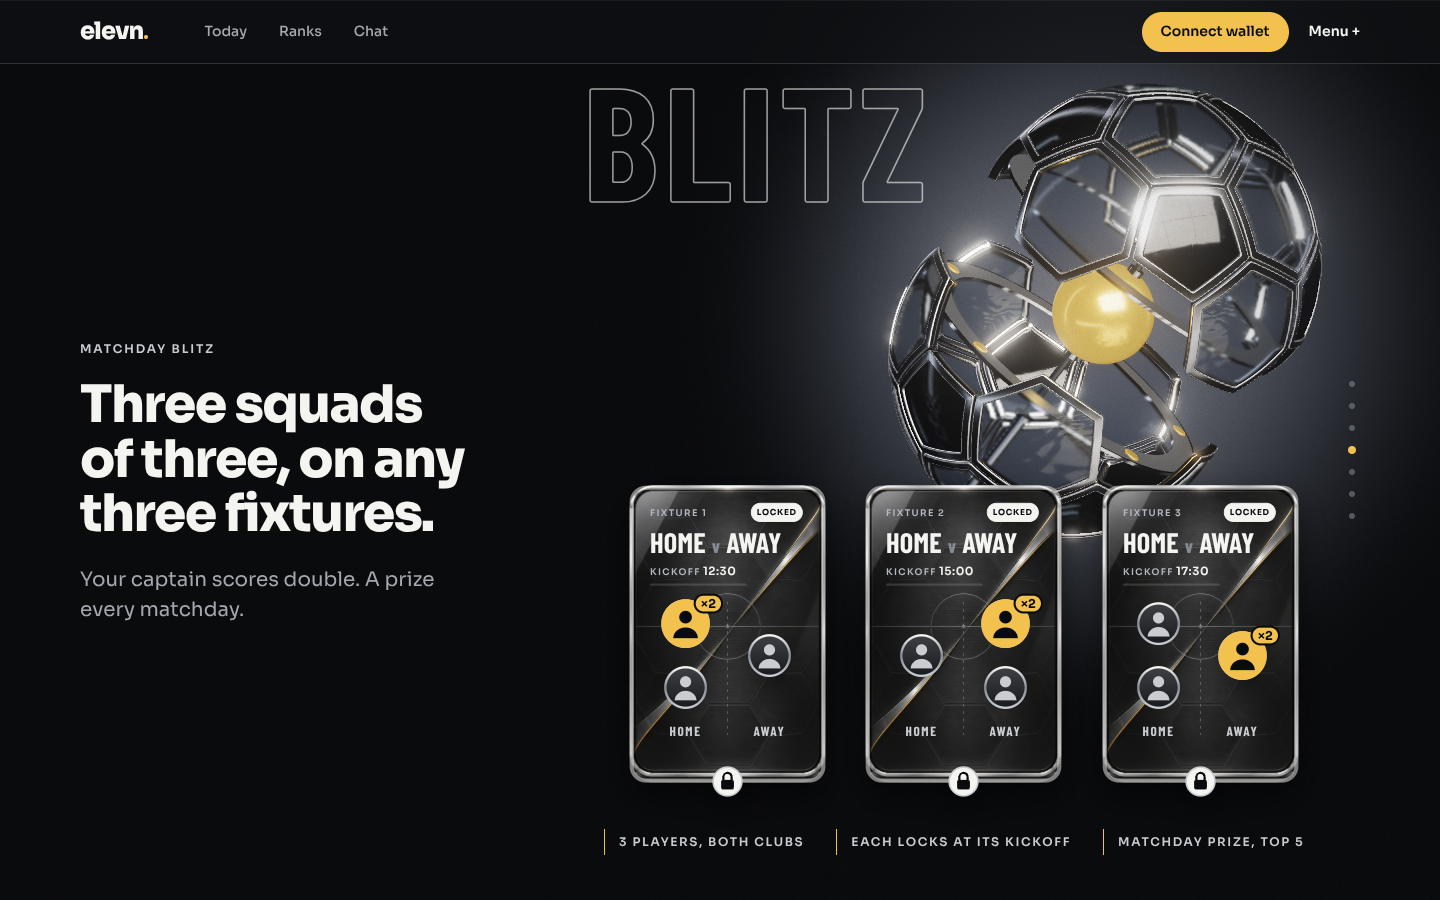 elevn.
Today
Ranks
Chat
Connect wallet
Menu +
BLITZ
MATCHDAY BLITZ
Three squads
of three, on any
three fixtures.
Your captain scores double. A prize
every matchday.
FIXTURE 1
LOCKED
HOME v AWAY
KICKOFF 12:30
×2
HOME
AWAY
FIXTURE 2
LOCKED
HOME v AWAY
KICKOFF 15:00
×2
HOME
AWAY
FIXTURE 3
LOCKED
HOME v AWAY
KICKOFF 17:30
×2
HOME
AWAY
3 PLAYERS, BOTH CLUBS
EACH LOCKS AT ITS KICKOFF
MATCHDAY PRIZE, TOP 5